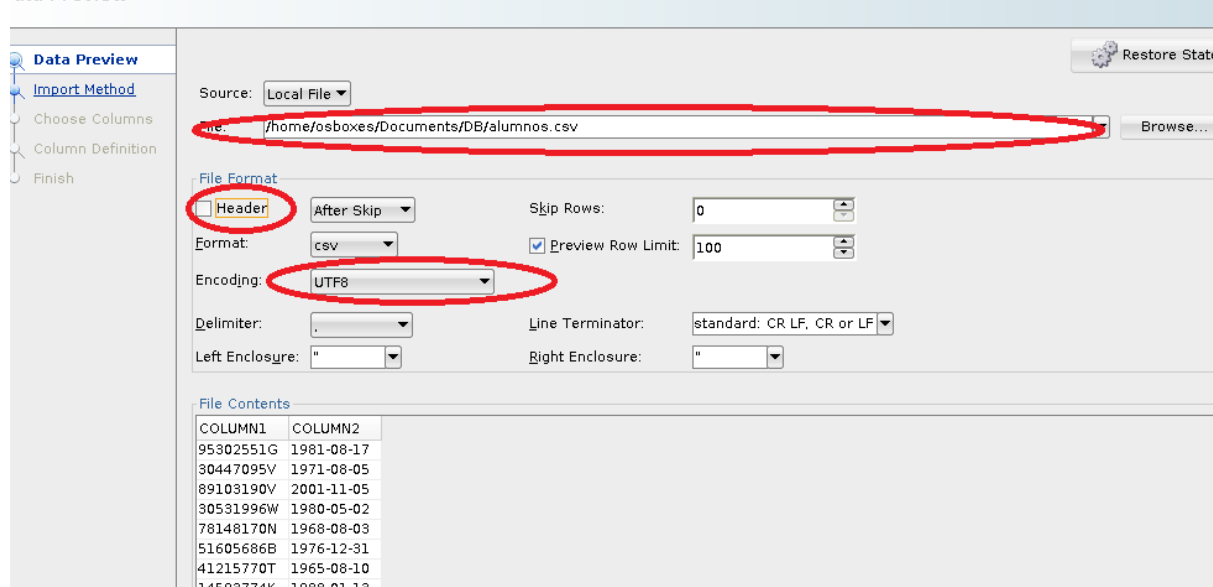 Data Preview
Restore State
Import Method
Source: Local File
Choose Columns
File: /home/osboxes/Documents/DB/alumnos.csv
Browse...
Column Definition
Finish
File Format
Header After Skip Skip Rows: 0
Format: csv Preview Row Limit: 100
Encoding: UTF8
Delimiter: , Line Terminator: standard: CR LF, CR or LF
Left Enclosure: " Right Enclosure: "
File Contents
COLUMN1 COLUMN2
95302551G 1981-08-17
30447095V 1971-08-05
89103190V 2001-11-05
30531996W 1980-05-02
78148170N 1968-08-03
51605686B 1976-12-31
41215770T 1965-08-10